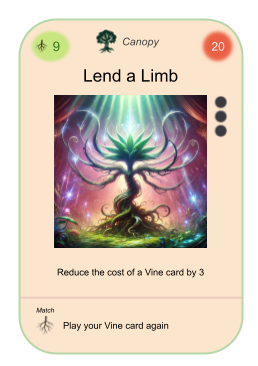 9
Canopy
20
Lend a Limb
Reduce the cost of a Vine card by 3
Match
Play your Vine card again